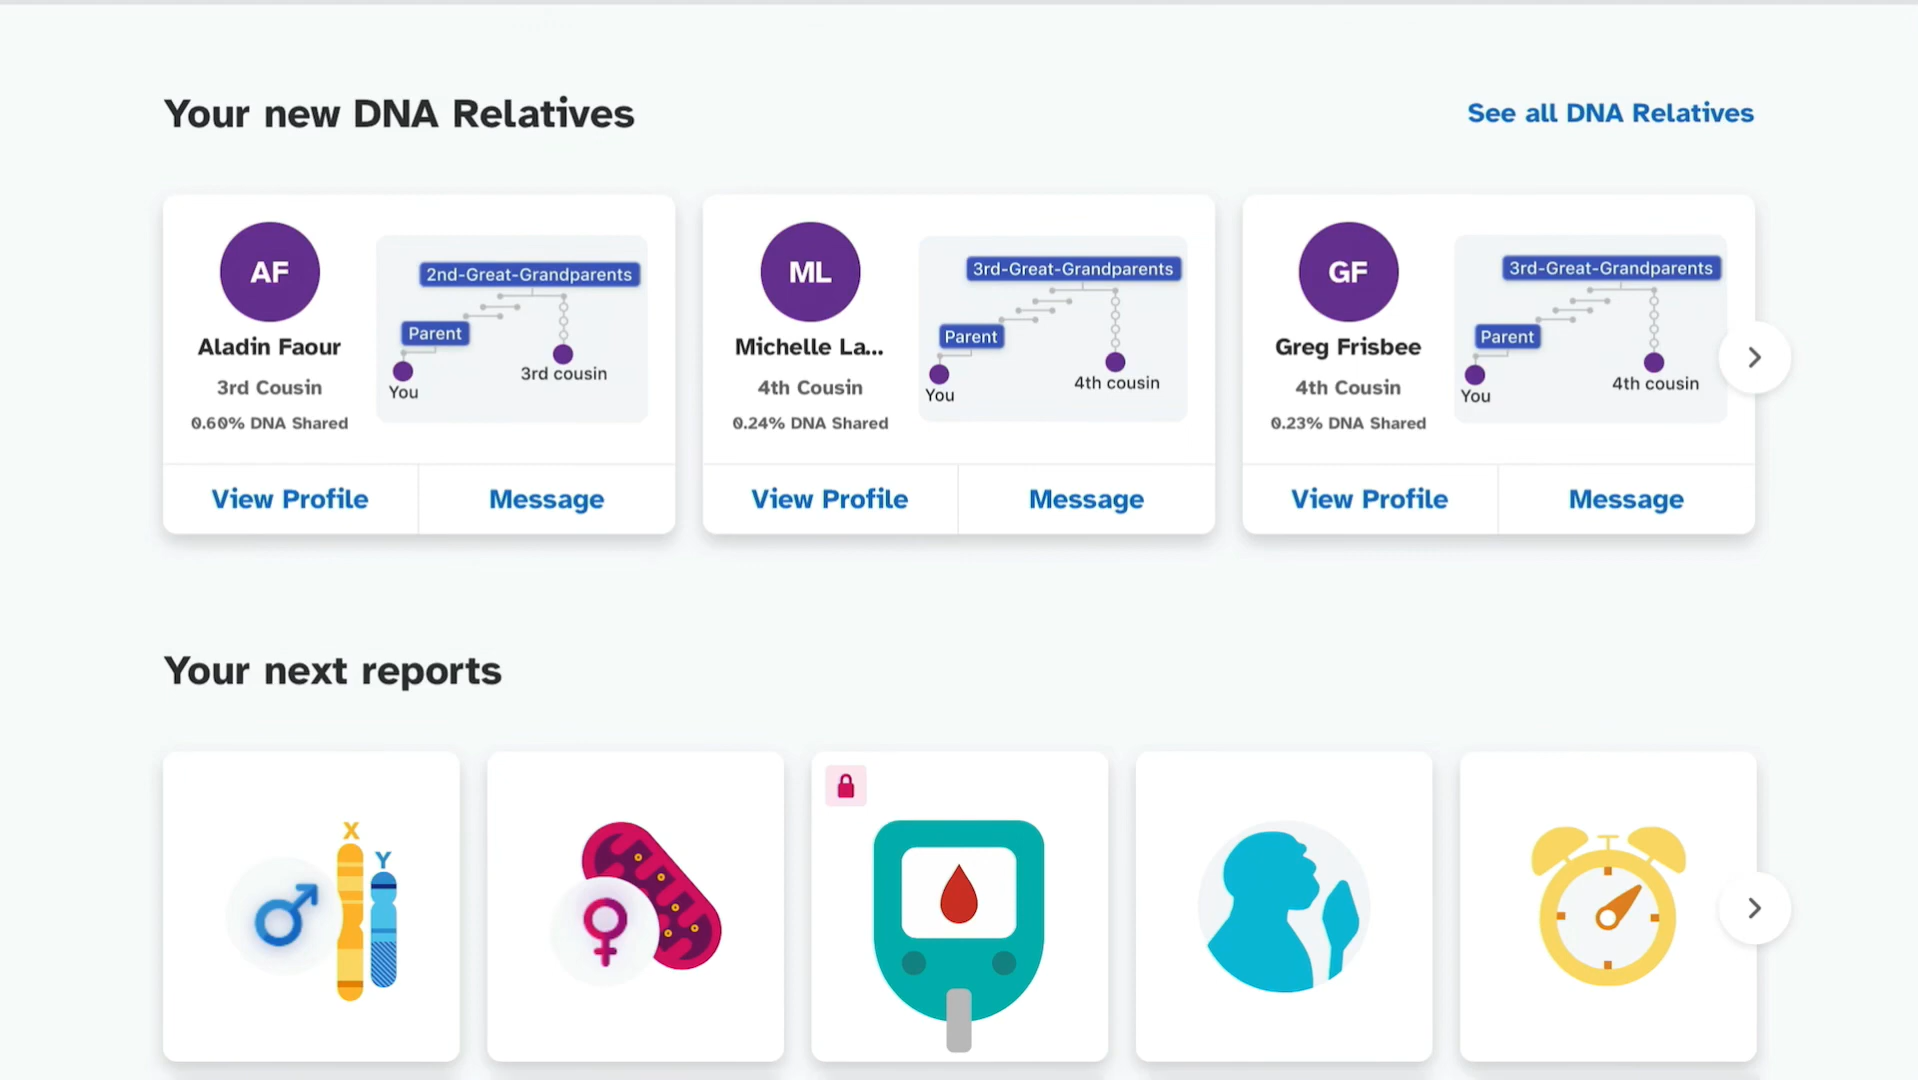 Your new DNA Relatives
See all DNA Relatives
AF
Aladin Faour
3rd Cousin
0.60% DNA Shared
2nd-Great-Grandparents
Parent
You
3rd cousin
View Profile
Message
ML
Michelle La...
4th Cousin
0.24% DNA Shared
3rd-Great-Grandparents
Parent
You
4th cousin
View Profile
Message
GF
Greg Frisbee
4th Cousin
0.23% DNA Shared
3rd-Great-Grandparents
Parent
You
4th cousin
View Profile
Message
Your next reports
X
Y